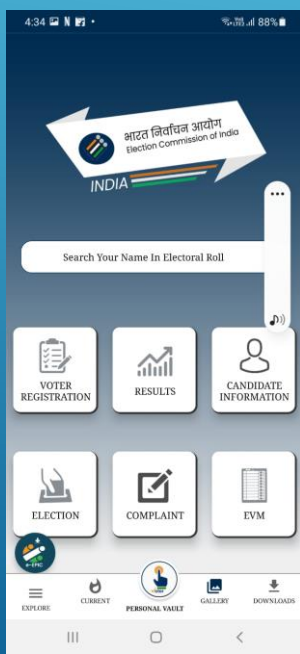 4:34
88%
भारत निर्वाचन आयोग
Election Commission of India
INDIA
Search Your Name In Electoral Roll
VOTER
REGISTRATION
RESULTS
CANDIDATE
INFORMATION
ELECTION
COMPLAINT
EVM
e-EPIC
EXPLORE
CURRENT
PERSONAL VAULT
GALLERY
DOWNLOADS